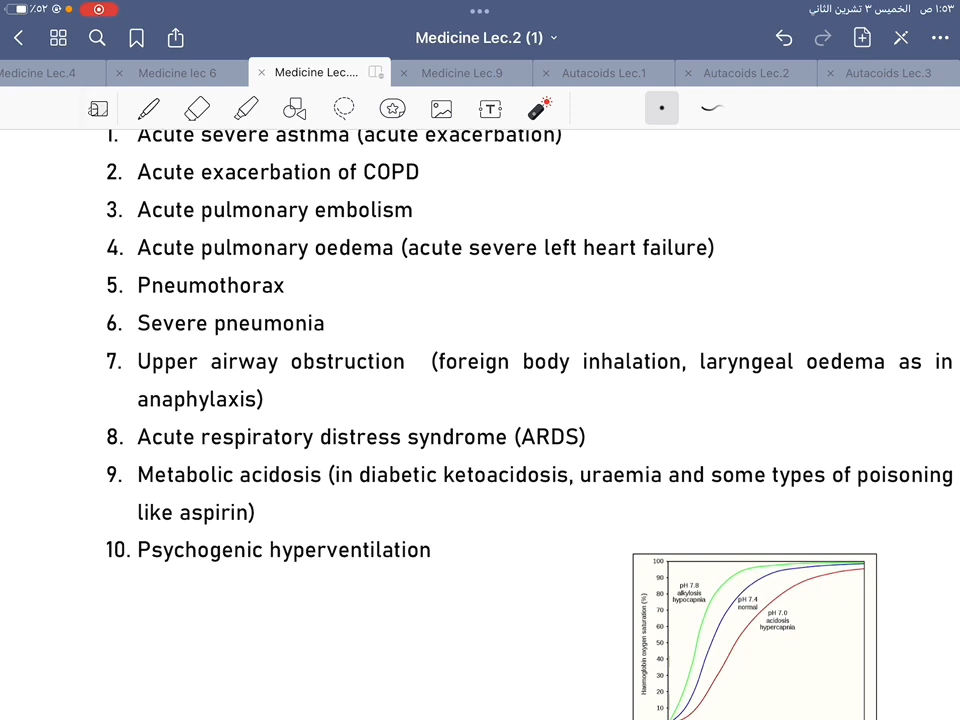 ٪٥٢
١:٥٣ ص الخميس ٣ تشرين الثاني
Medicine Lec.2 (1)
Medicine Lec.4
Medicine lec 6
Medicine Lec....
Medicine Lec.9
Autacoids Lec.1
Autacoids Lec.2
Autacoids Lec.3
T
1. Acute severe asthma (acute exacerbation)
2. Acute exacerbation of COPD
3. Acute pulmonary embolism
4. Acute pulmonary oedema (acute severe left heart failure)
5. Pneumothorax
6. Severe pneumonia
7. Upper airway obstruction (foreign body inhalation, laryngeal oedema as in
anaphylaxis)
8. Acute respiratory distress syndrome (ARDS)
9. Metabolic acidosis (in diabetic ketoacidosis, uraemia and some types of poisoning
like aspirin)
10. Psychogenic hyperventilation
Haemoglobin oxygen saturation (%)
100
90
80
70
60
50
40
30
20
10
pH 7.8
alkylosis
hypocapnia
pH 7.4
normal
pH 7.0
acidosis
hypercapnia